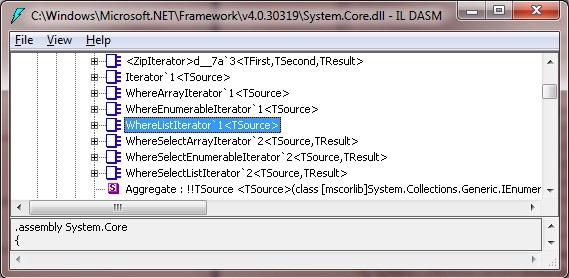 C:\Windows\Microsoft.NET\Framework\v4.0.30319\System.Core.dll - IL DASM
File View Help
<ZipIterator>d__7a`3<TFirst,TSecond,TResult>
Iterator`1<TSource>
WhereArrayIterator`1<TSource>
WhereEnumerableIterator`1<TSource>
WhereListIterator`1<TSource>
WhereSelectArrayIterator`2<TSource,TResult>
WhereSelectEnumerableIterator`2<TSource,TResult>
WhereSelectListIterator`2<TSource,TResult>
S Aggregate : !!TSource <TSource>(class [mscorlib]System.Collections.Generic.IEnumer
.assembly System.Core
{